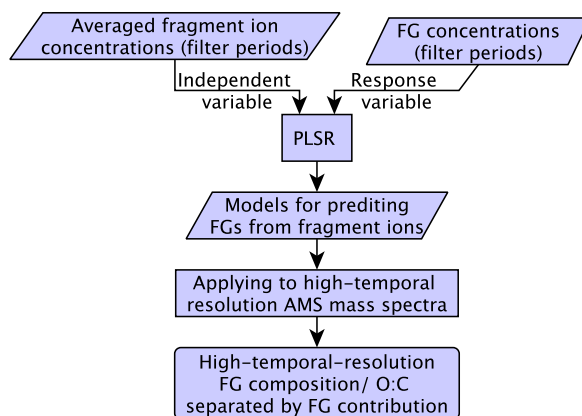 Averaged fragment ion
concentrations (filter periods)
FG concentrations
(filter periods)
Independent
variable
Response
variable
PLSR
Models for prediting
FGs from fragment ions
Applying to high-temporal
resolution AMS mass spectra
High-temporal-resolution
FG composition/ O:C
separated by FG contribution